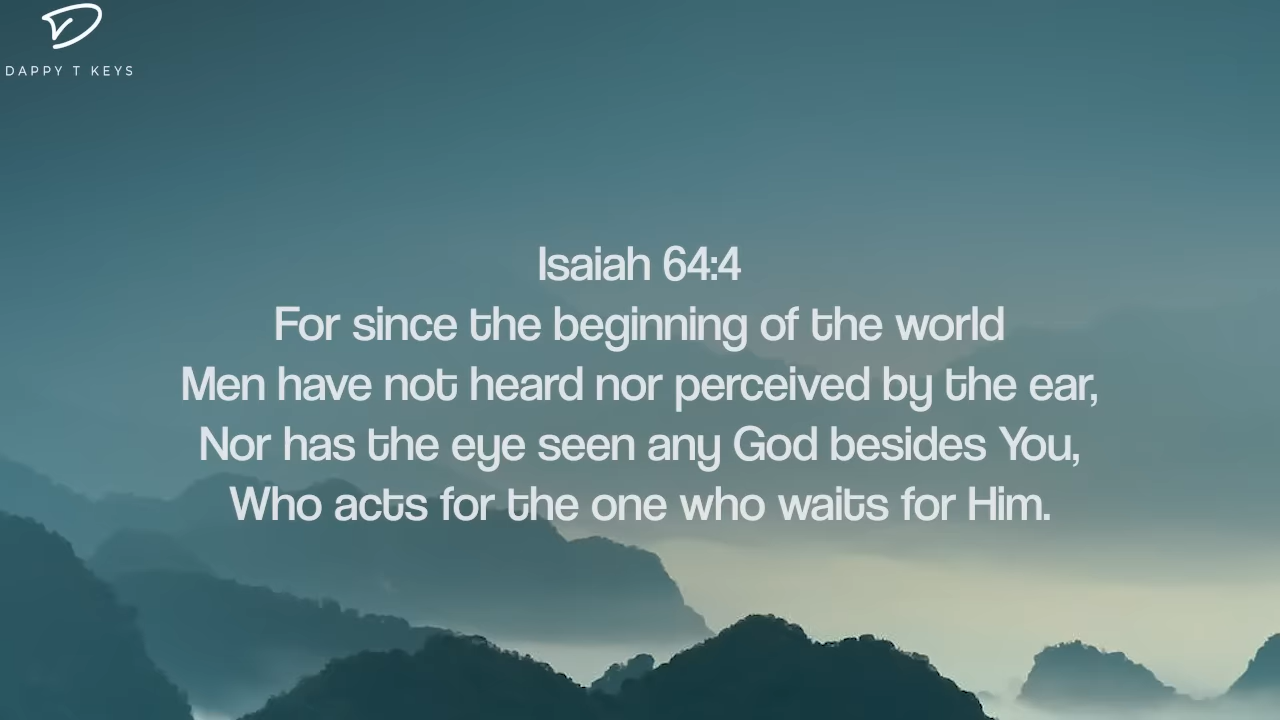 DAPPY T KEYS
Isaiah 64:4
For since the beginning of the world
Men have not heard nor perceived by the ear,
Nor has the eye seen any God besides You,
Who acts for the one who waits for Him.